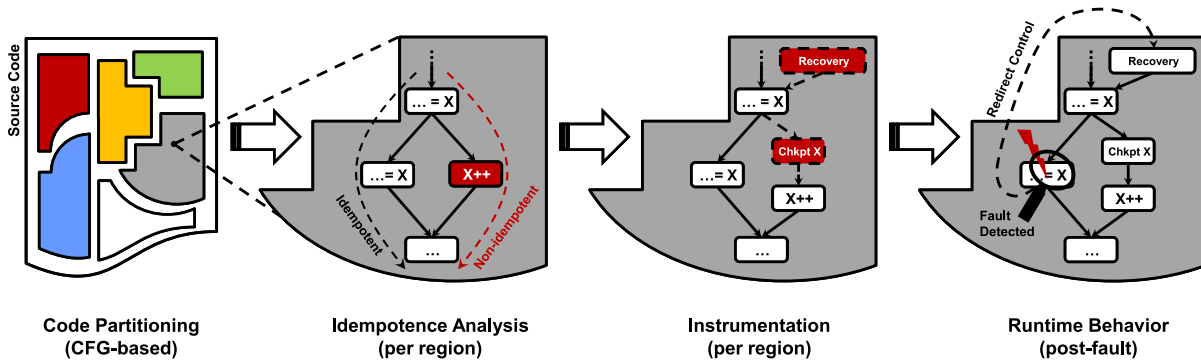 Source Code
Code Partitioning
(CFG-based)
⋮
... = X
...= X
X++
...
Idempotent
Non-idempotent
Idempotence Analysis
(per region)
⋮
Recovery
... = X
Chkpt X
...= X
X++
...
Instrumentation
(per region)
Redirect Control
⋮
Recovery
... = X
Chkpt X
...= X
X++
Fault
Detected
...
Runtime Behavior
(post-fault)